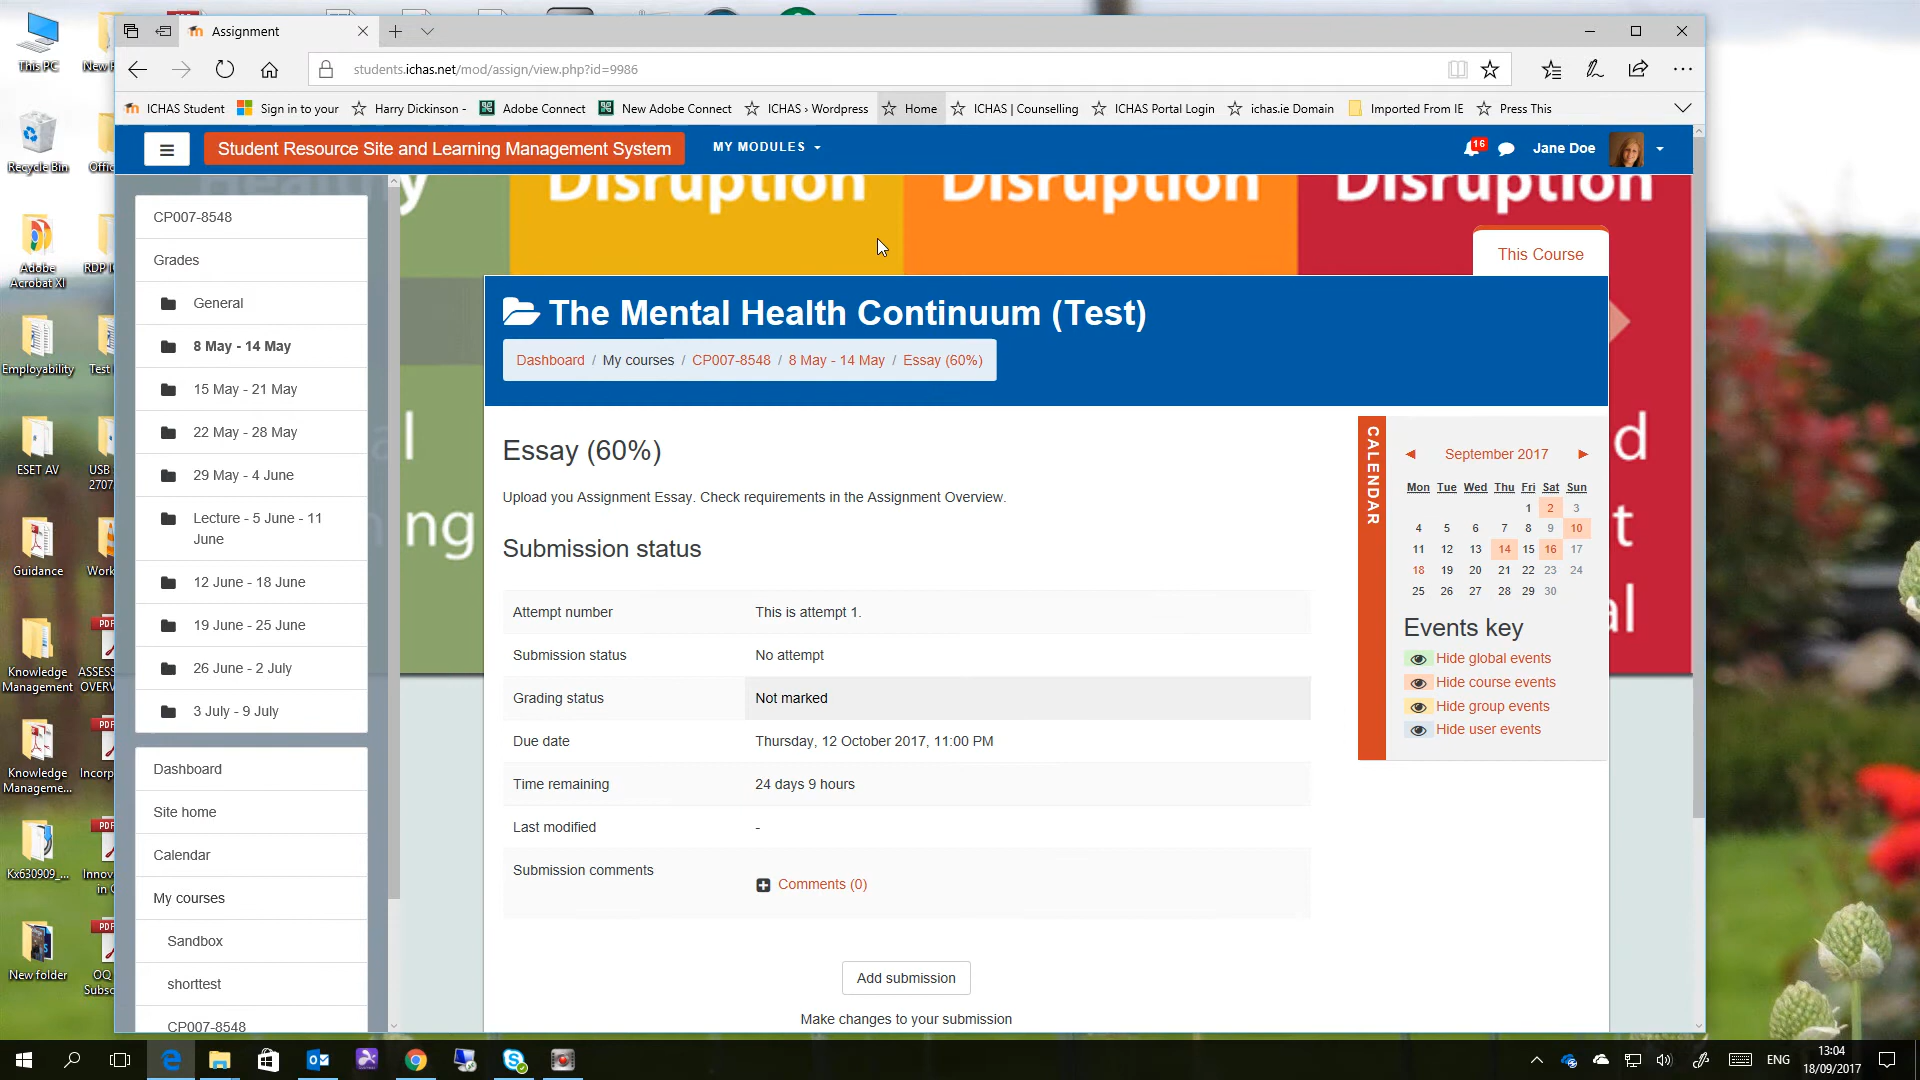 Assignment
students.ichas.net/mod/assign/view.php?id=9986
ICHAS Student
Sign in to your
Harry Dickinson -
Adobe Connect
New Adobe Connect
ICHAS › Wordpress
Home
ICHAS | Counselling
ICHAS Portal Login
ichas.ie Domain
Imported From IE
Press This
Student Resource Site and Learning Management System
MY MODULES
16
Jane Doe
Healthy
Disruption
Disruption
Disruption
This Course
CP007-8548
Grades
General
8 May - 14 May
15 May - 21 May
22 May - 28 May
29 May - 4 June
Lecture - 5 June - 11
June
12 June - 18 June
19 June - 25 June
26 June - 2 July
3 July - 9 July
Dashboard
Site home
Calendar
My courses
Sandbox
shorttest
CP007-8548
The Mental Health Continuum (Test)
Dashboard / My courses / CP007-8548 / 8 May - 14 May / Essay (60%)
Essay (60%)
Upload you Assignment Essay. Check requirements in the Assignment Overview.
Submission status
Attempt number This is attempt 1.
Submission status No attempt
Grading status Not marked
Due date Thursday, 12 October 2017, 11:00 PM
Time remaining 24 days 9 hours
Last modified -
Submission comments
Comments (0)
Add submission
Make changes to your submission
CALENDAR
September 2017
Mon Tue Wed Thu Fri Sat Sun
1 2 3
4 5 6 7 8 9 10
11 12 13 14 15 16 17
18 19 20 21 22 23 24
25 26 27 28 29 30
Events key
Hide global events
Hide course events
Hide group events
Hide user events
This PC
Recycle Bin
Adobe
Acrobat XI
Employability
ESET AV
Guidance
Knowledge
Management
Knowledge
Manageme...
Kx630909_...
New folder
ENG
13:04
18/09/2017